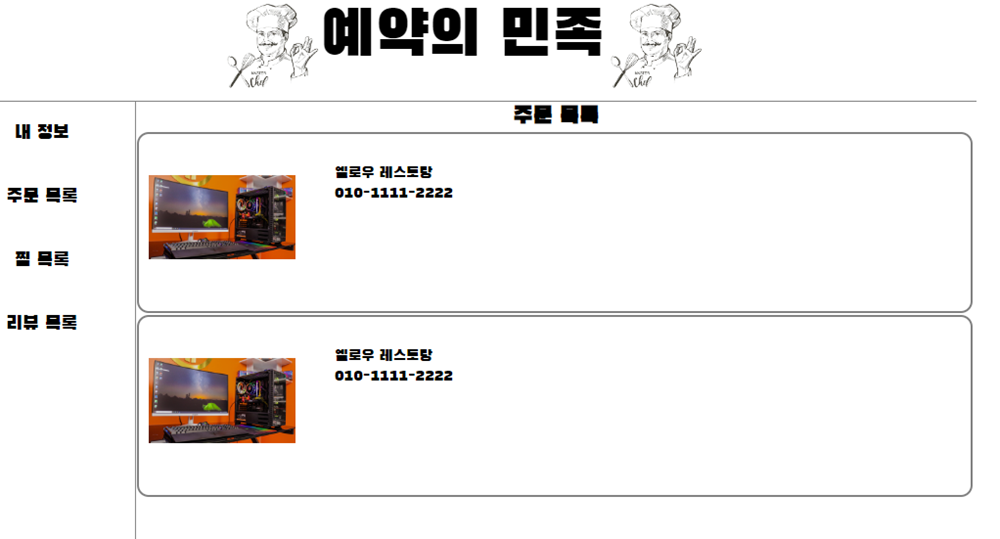 예약의 민족
Chef
Chef
내 정보
주문 목록
찜 목록
리뷰 목록
주문 목록
옐로우 레스토랑
010-1111-2222
옐로우 레스토랑
010-1111-2222